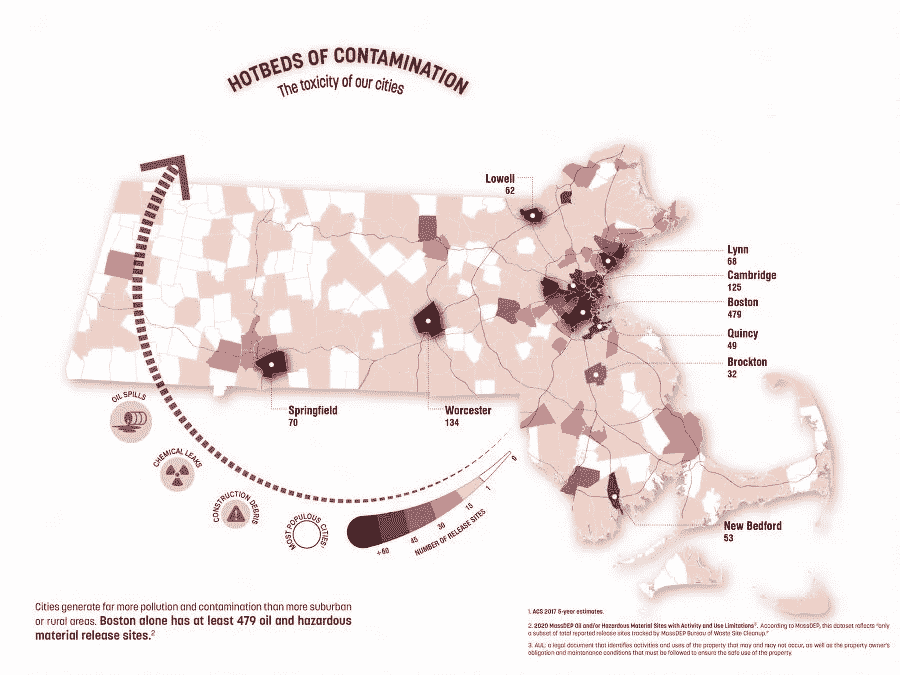 HOTBEDS OF CONTAMINATION
The toxicity of our cities
Lowell
62
Lynn
68
Cambridge
125
Boston
479
Quincy
49
Brockton
32
Springfield
70
Worcester
134
New Bedford
53
OIL SPILLS
CHEMICAL LEAKS
CONSTRUCTION DEBRIS
MOST POPULOUS CITIES¹
0
1
15
30
45
+60
NUMBER OF RELEASE SITES
Cities generate far more pollution and contamination than more suburban
or rural areas. Boston alone has at least 479 oil and hazardous
material release sites.²
1. ACS 2017 5-year estimates.
2. 2020 MassDEP Oil and/or Hazardous Material Sites with Activity and Use Limitations³. According to MassDEP, this dataset reflects "only
a subset of total reported release sites tracked by MassDEP Bureau of Waste Site Cleanup."
3. AUL: a legal document that identifies activities and uses of the property that may and may not occur, as well as the property owner's
obligation and maintenance conditions that must be followed to ensure the safe use of the property.